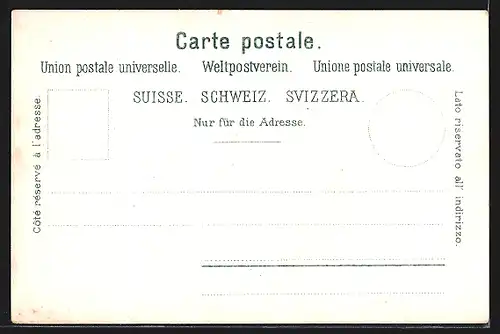 Carte postale.
Union postale universelle. Weltpostverein. Unione postale universale.
SUISSE. SCHWEIZ. SVIZZERA.
Nur für die Adresse.
Côté réservé à l'adresse.
Lato riservato all' indirizzo.